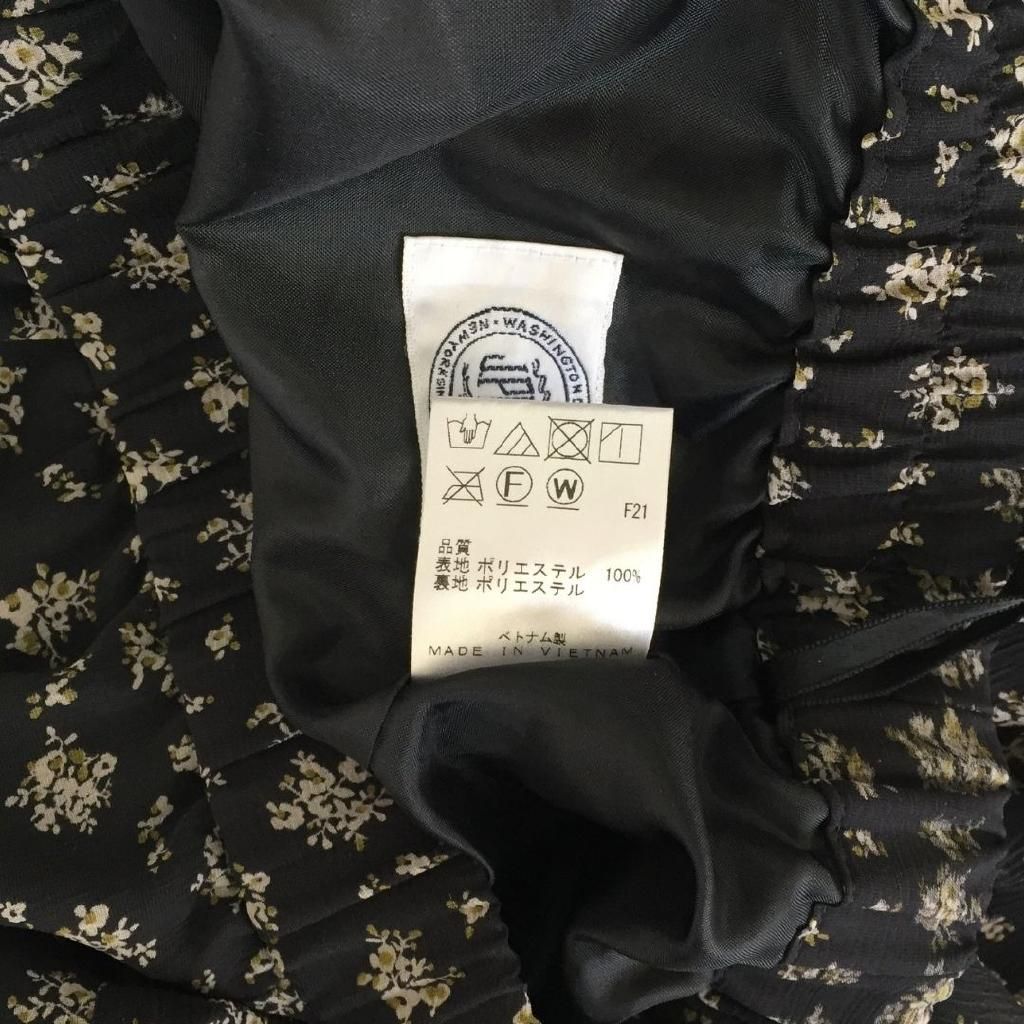 NEW YORK • WASHINGTON
F
W
F21
品質
表地 ポリエステル 100%
裏地 ポリエステル
ベトナム製
MADE IN VIETNAM